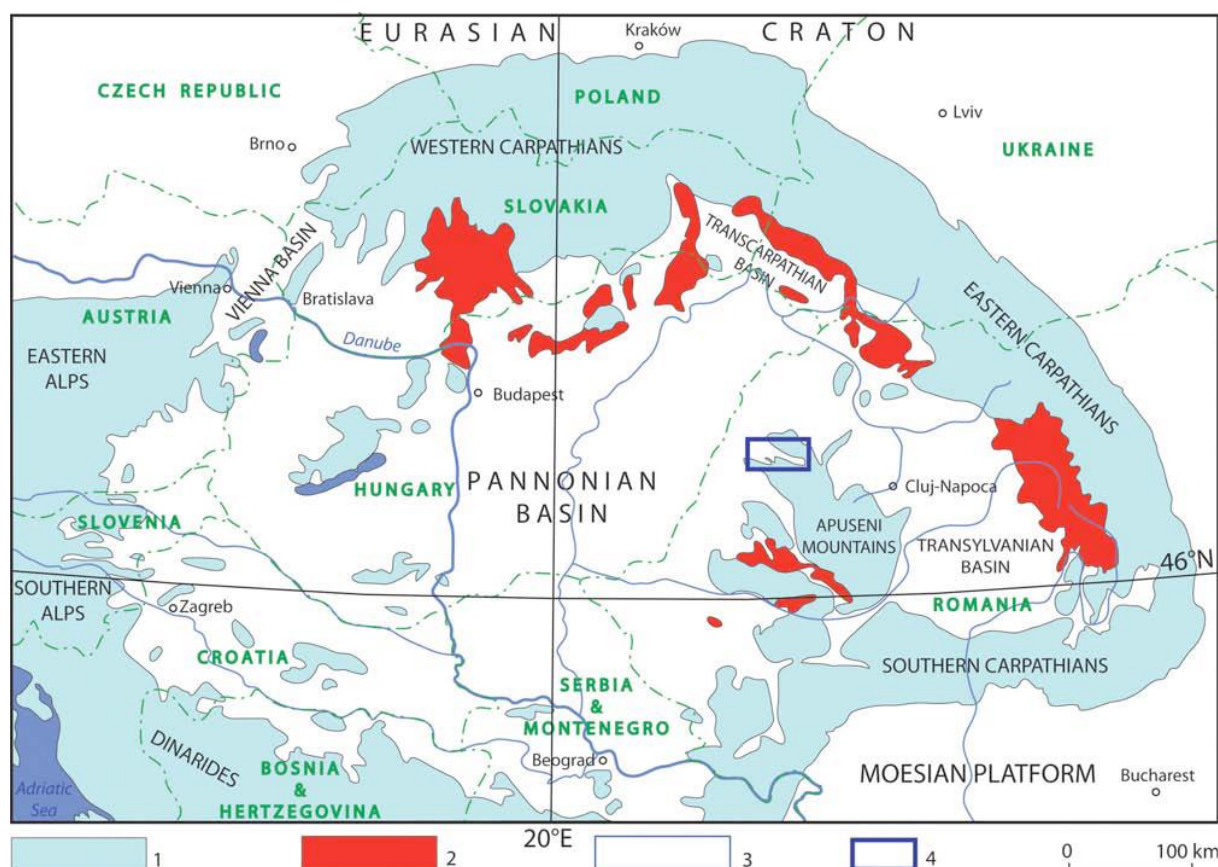 EURASIAN CRATON
Kraków
CZECH REPUBLIC
POLAND
Lviv
Brno
WESTERN CARPATHIANS
UKRAINE
SLOVAKIA
TRANSCARPATHIAN
BASIN
VIENNA BASIN
Vienna
Bratislava
AUSTRIA
Danube
EASTERN
ALPS
EASTERN CARPATHIANS
Budapest
PANNONIAN
BASIN
HUNGARY
Cluj-Napoca
SLOVENIA
APUSENI
MOUNTAINS
TRANSYLVANIAN
BASIN
46°N
SOUTHERN
ALPS
Zagreb
ROMANIA
CROATIA
SOUTHERN CARPATHIANS
SERBIA
&
MONTENEGRO
DINARIDES
Beograd
BOSNIA
&
HERTZEGOVINA
MOESIAN PLATFORM
Bucharest
Adriatic
Sea
20°E
1
2
3
4
0 100 km